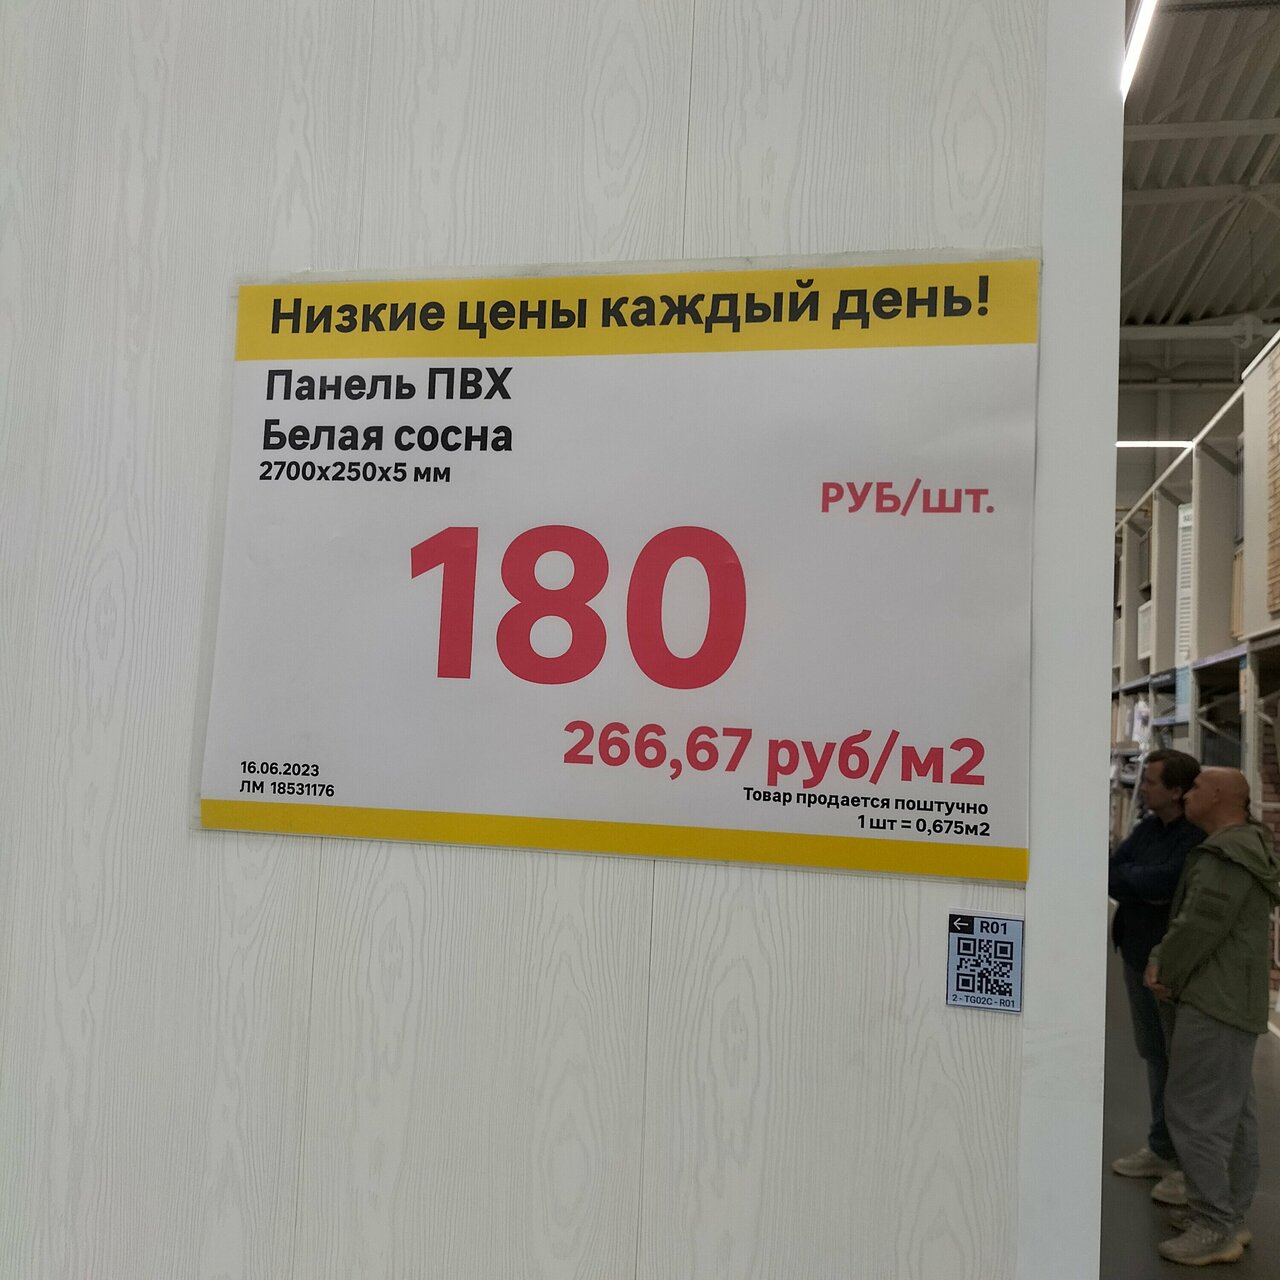 Низкие цены каждый день!
Панель ПВХ
Белая сосна
2700х250х5 мм
РУБ/шт.
180
266,67 руб/м2
16.06.2023
ЛМ 18531176
Товар продается поштучно
1 шт = 0,675м2
← R01
2 - TG02C - R01